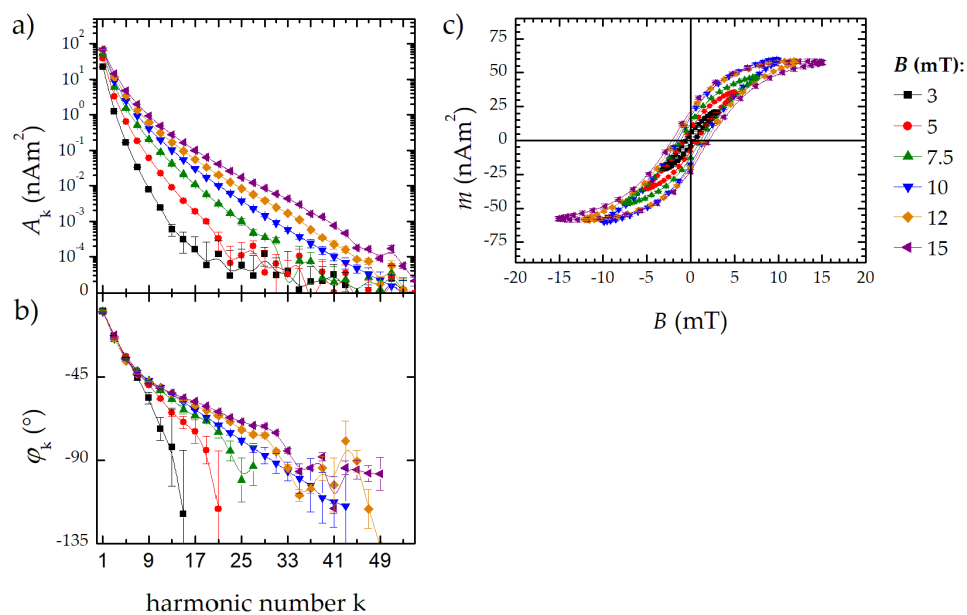 a)
10²
10¹
10⁰
10⁻¹
10⁻²
10⁻³
10⁻⁴
0
A_k (nAm²)
b)
-45
-90
-135
φ_k (°)
1 9 17 25 33 41 49
harmonic number k
c)
75
50
25
0
-25
-50
-75
m (nAm²)
-20 -15 -10 -5 0 5 10 15 20
B (mT)
B (mT):
3
5
7.5
10
12
15